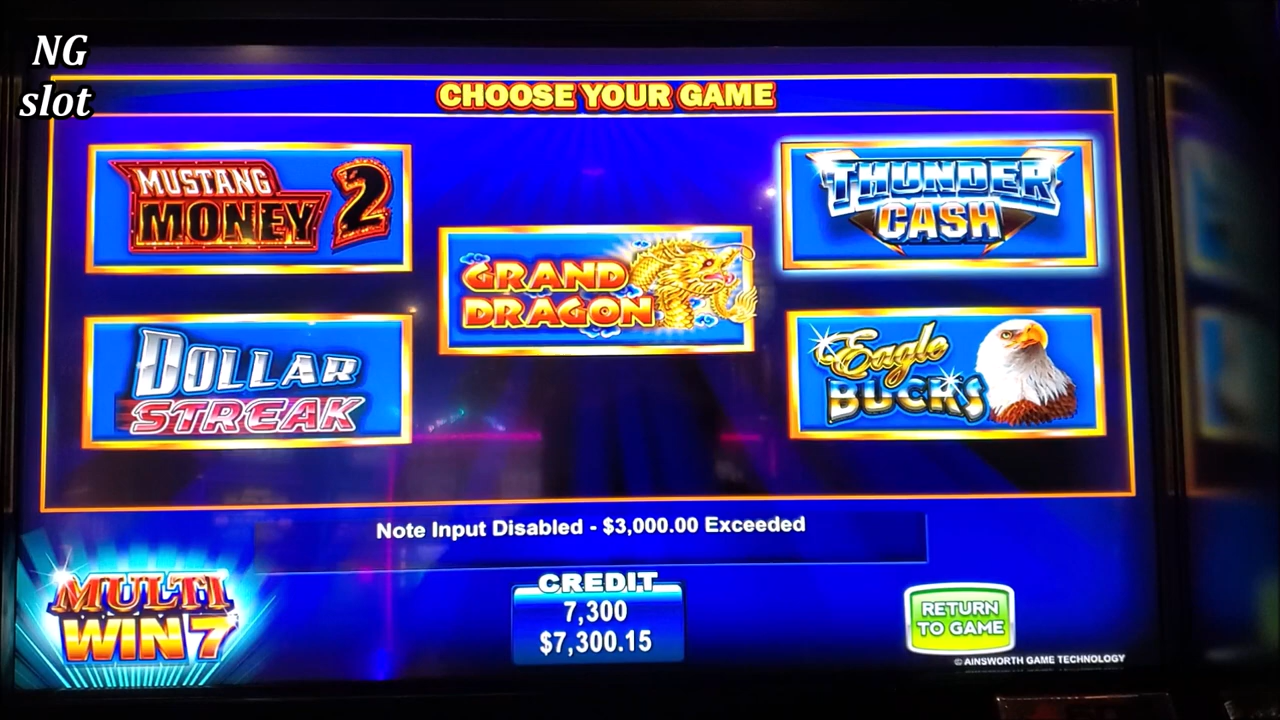 NG
slot
CHOOSE YOUR GAME
MUSTANG
MONEY 2
THUNDER
CASH
GRAND
DRAGON
DOLLAR
STREAK
Eagle
BUCKS
Note Input Disabled - $3,000.00 Exceeded
MULTI
WIN 7
CREDIT
7,300
$7,300.15
RETURN
TO GAME
© AINSWORTH GAME TECHNOLOGY